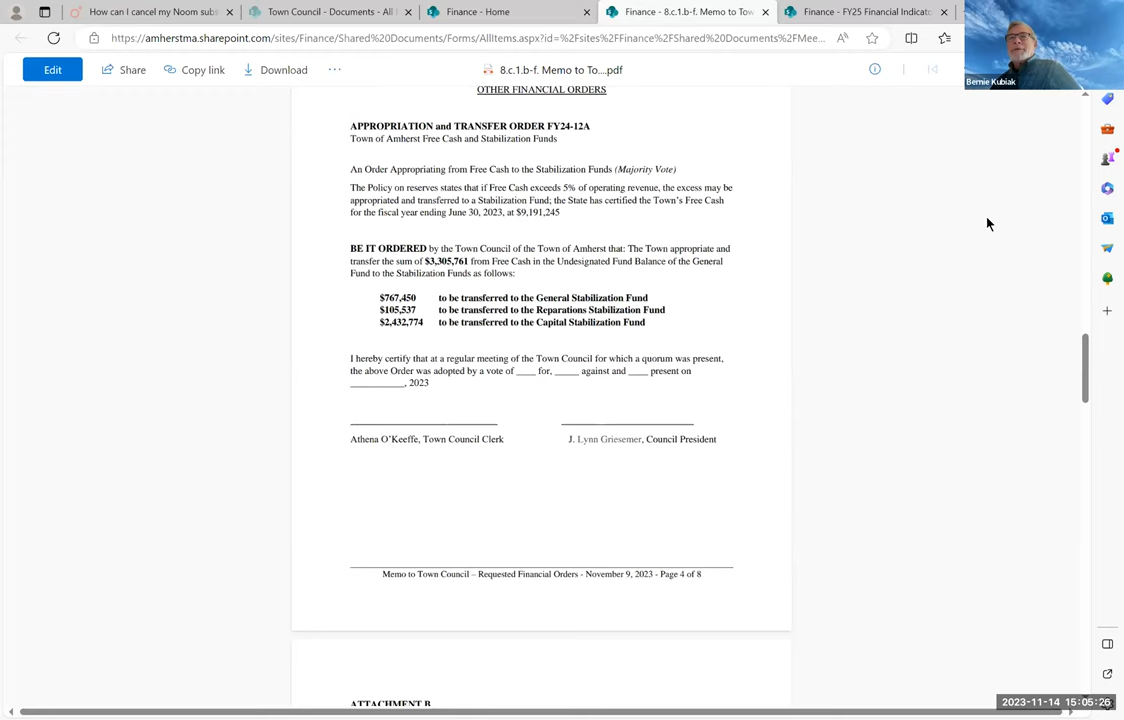 How can I cancel my Noom subs
Town Council - Documents - All I
Finance - Home
Finance - 8.c.1.b-f. Memo to Tow
Finance - FY25 Financial Indicato
https://amherstma.sharepoint.com/sites/Finance/Shared%20Documents/Forms/AllItems.aspx?id=%2Fsites%2FFinance%2FShared%20Documents%2FMee...
Edit
Share
Copy link
Download
8.c.1.b-f. Memo to To....pdf
Bernie Kubiak
OTHER FINANCIAL ORDERS
APPROPRIATION and TRANSFER ORDER FY24-12A
Town of Amherst Free Cash and Stabilization Funds
An Order Appropriating from Free Cash to the Stabilization Funds (Majority Vote)
The Policy on reserves states that if Free Cash exceeds 5% of operating revenue, the excess may be
appropriated and transferred to a Stabilization Fund; the State has certified the Town's Free Cash
for the fiscal year ending June 30, 2023, at $9,191,245
BE IT ORDERED by the Town Council of the Town of Amherst that: The Town appropriate and
transfer the sum of $3,305,761 from Free Cash in the Undesignated Fund Balance of the General
Fund to the Stabilization Funds as follows:
$767,450 to be transferred to the General Stabilization Fund
$105,537 to be transferred to the Reparations Stabilization Fund
$2,432,774 to be transferred to the Capital Stabilization Fund
I hereby certify that at a regular meeting of the Town Council for which a quorum was present,
the above Order was adopted by a vote of ____ for, _____ against and ____ present on
___________, 2023
Athena O'Keeffe, Town Council Clerk
J. Lynn Griesemer, Council President
Memo to Town Council – Requested Financial Orders - November 9, 2023 - Page 4 of 8
ATTACHMENT B
2023-11-14 15:05:26